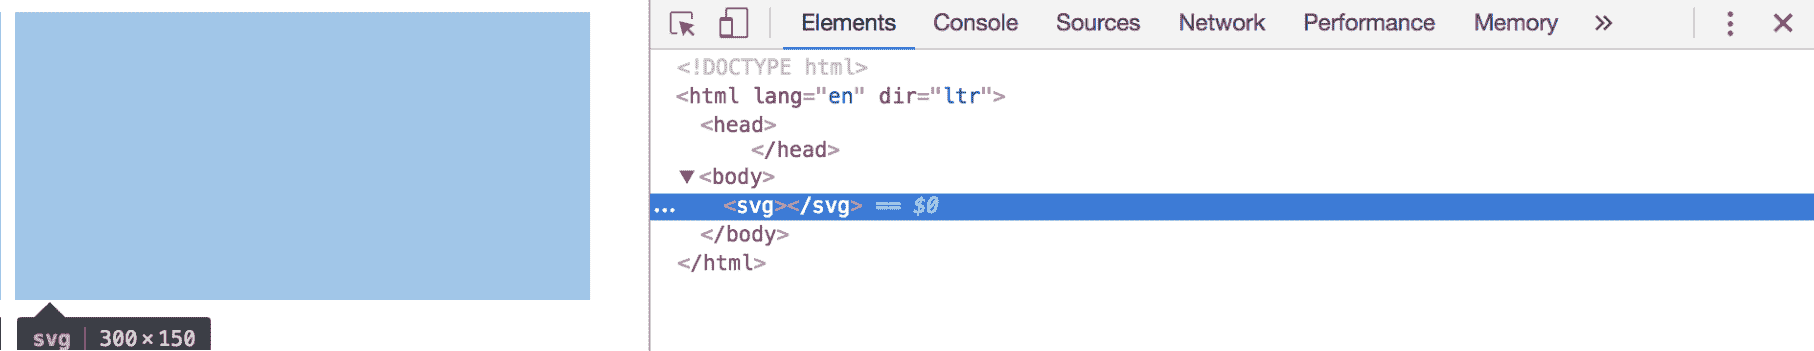 Elements Console Sources Network Performance Memory »
<!DOCTYPE html>
<html lang="en" dir="ltr">
<head>
</head>
▼<body>
... <svg></svg> == $0
</body>
</html>
svg 300×150